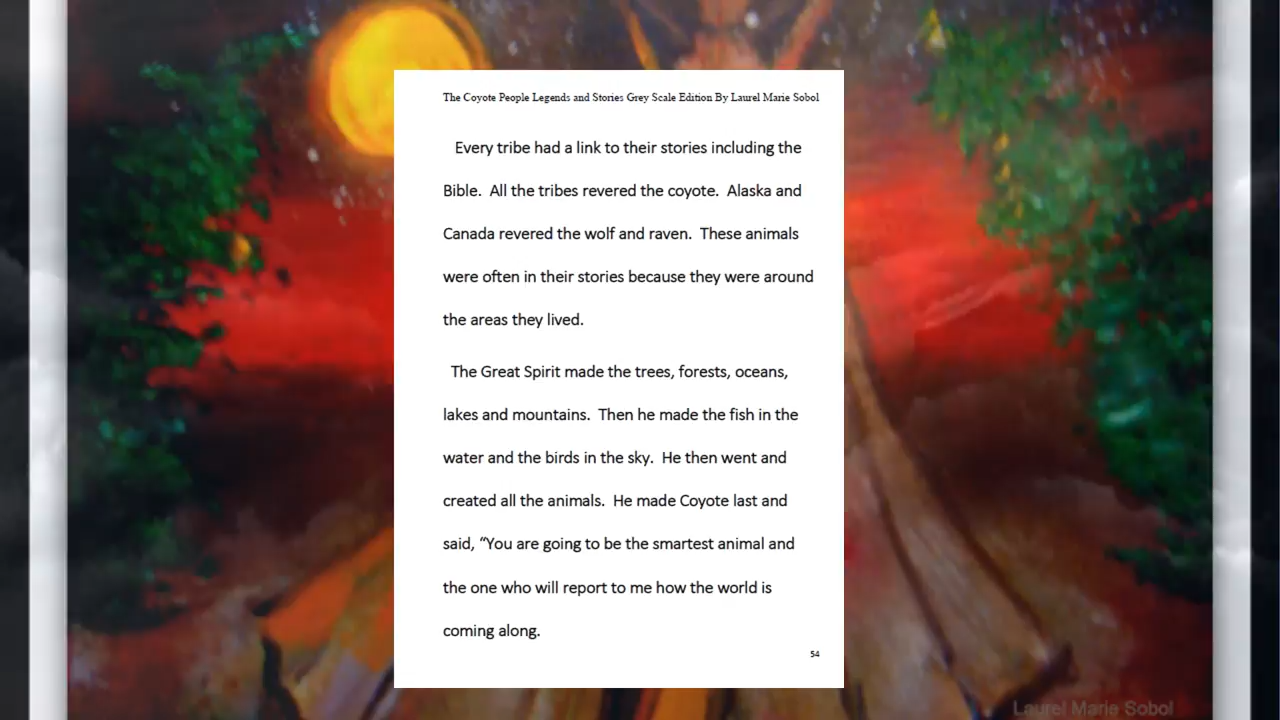 The Coyote People Legends and Stories Grey Scale Edition By Laurel Marie Sobol
Every tribe had a link to their stories including the
Bible.  All the tribes revered the coyote.  Alaska and
Canada revered the wolf and raven.  These animals
were often in their stories because they were around
the areas they lived.
The Great Spirit made the trees, forests, oceans,
lakes and mountains.  Then he made the fish in the
water and the birds in the sky.  He then went and
created all the animals.  He made Coyote last and
said, “You are going to be the smartest animal and
the one who will report to me how the world is
coming along.
54
Laurel Marie Sobol